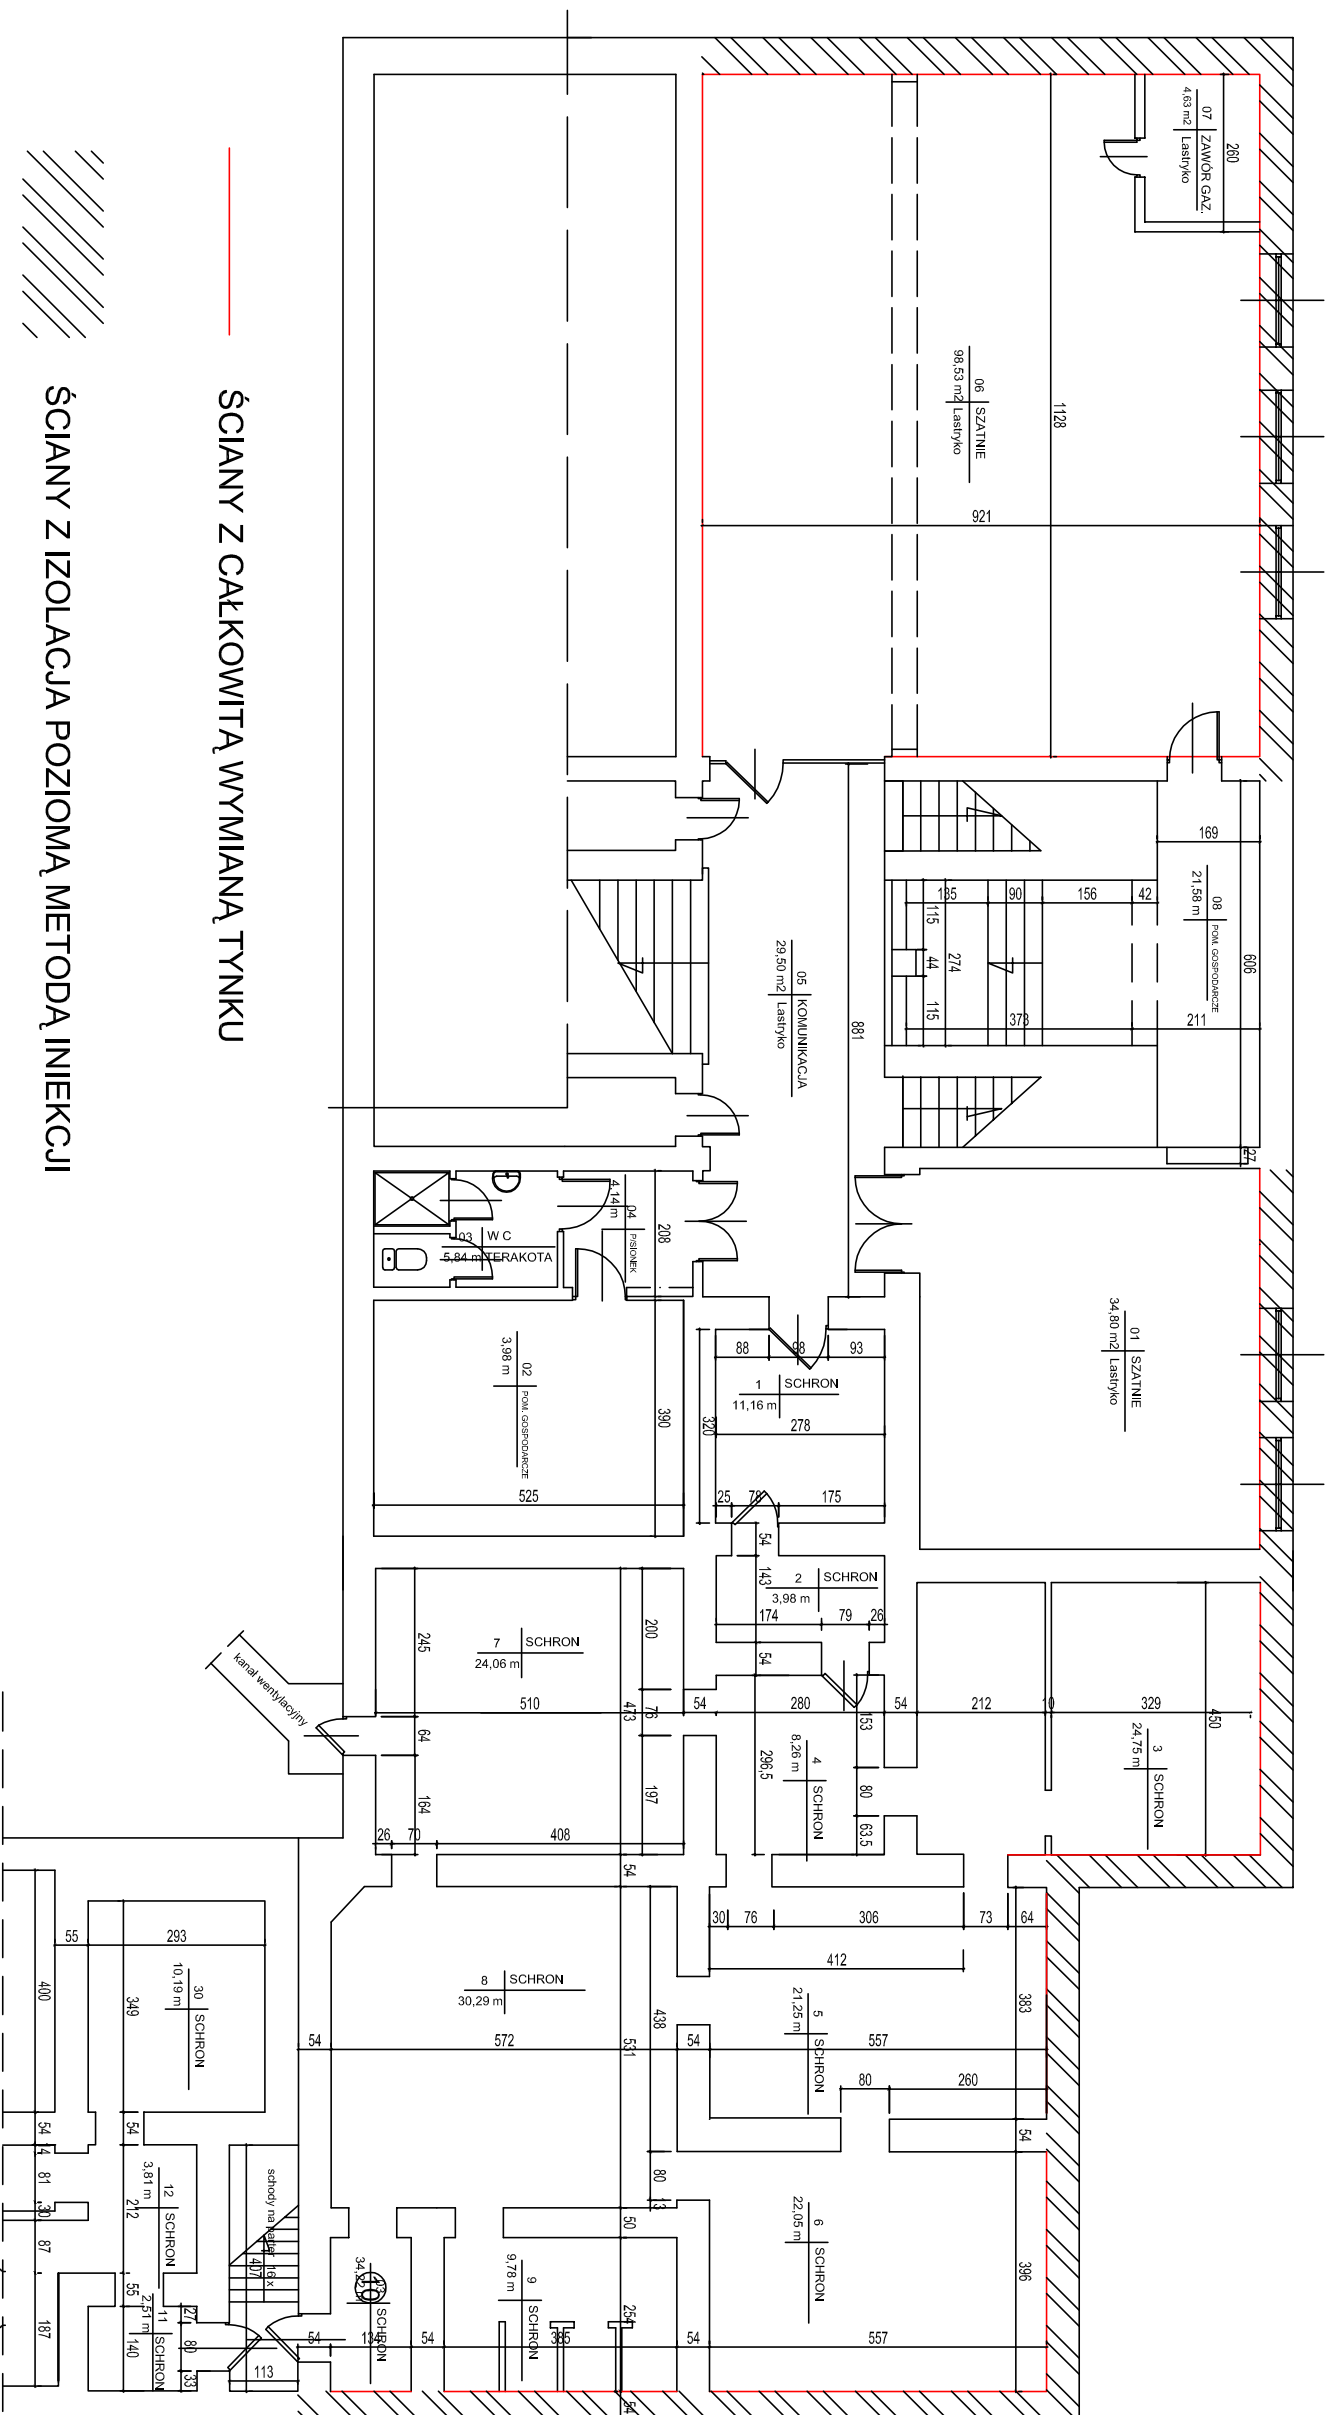 ŚCIANY Z CAŁKOWITĄ WYMIANĄ TYNKU
ŚCIANY Z IZOLACJA POZIOMĄ METODĄ INIEKCJI
07 ZAWÓR GAZ.
4,63 m2 Lastryko
260
06 SZATNIE
98,53 m2 Lastryko
1128
921
08 POM. GOSPODARCZE
21,58 m
169
606
135
90
156
42
115
44
115
274
373
211
27
05 KOMUNIKACJA
29,50 m2 Lastryko
881
04 P/SIONEK
4,14 m
208
03 W C
5,84 m TERAKOTA
02 POM. GOSPODARCZE
3,98 m
390
525
01 SZATNIE
34,80 m2 Lastryko
1 SCHRON
11,16 m
88
98
93
278
320
25
78
175
54
143
2 SCHRON
3,98 m
174
79
26
54
3 SCHRON
24,75 m
450
329
10
212
54
280
54
510
4 SCHRON
8,26 m
153
80
63.5
296,5
7 SCHRON
24,06 m
245
64
164
200
76
197
473
26
70
408
54
kanał wentylacyjny
30
76
306
73
64
412
383
5 SCHRON
21,25 m
557
54
572
54
438
531
80
260
54
8 SCHRON
30,29 m
6 SCHRON
22,05 m
396
557
80
13
50
254
9 SCHRON
9,78 m
385
54
54
54
10
SCHRON
30 SCHRON
10,19 m
293
55
349
400
54
54
14
81
30
87
187
12 SCHRON
3,81 m
212
55
11 SCHRON
2,51 m
140
27
80
33
113
schody na parter 16 x
407
54